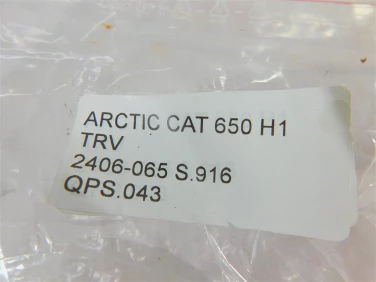 ARCTIC CAT 650 H1
TRV
2406-065 S.916
QPS.043